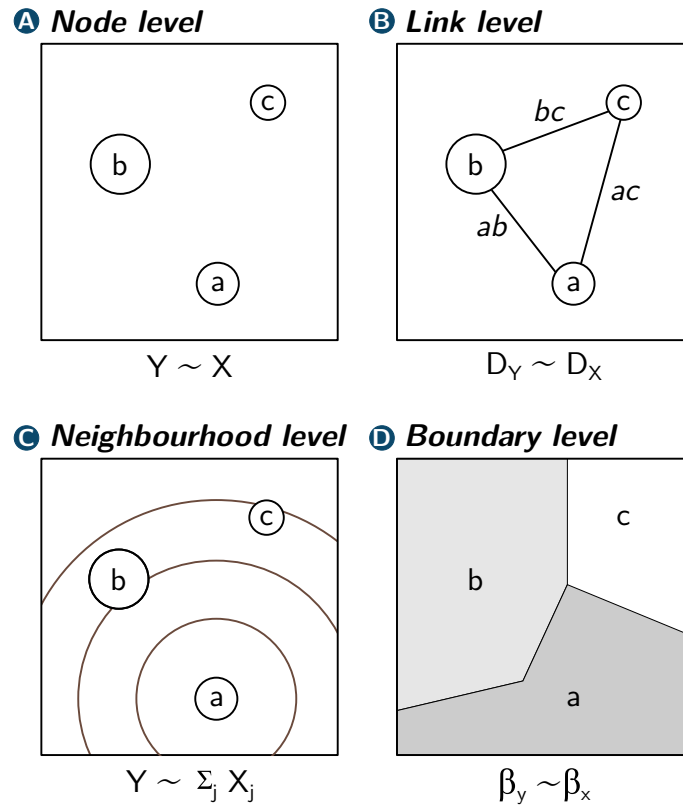 A Node level
c
b
a
Y ~ X
B Link level
c
bc
b
ac
ab
a
D_Y ~ D_X
C Neighbourhood level
c
b
a
Y ~ Σ_j X_j
D Boundary level
c
b
a
β_y ~ β_x